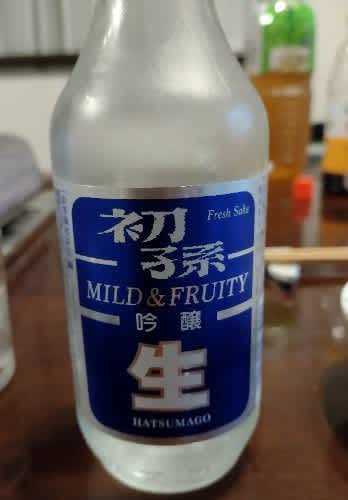 初孫
Fresh Sake
MILD & FRUITY
吟醸
生
HATSUMAGO